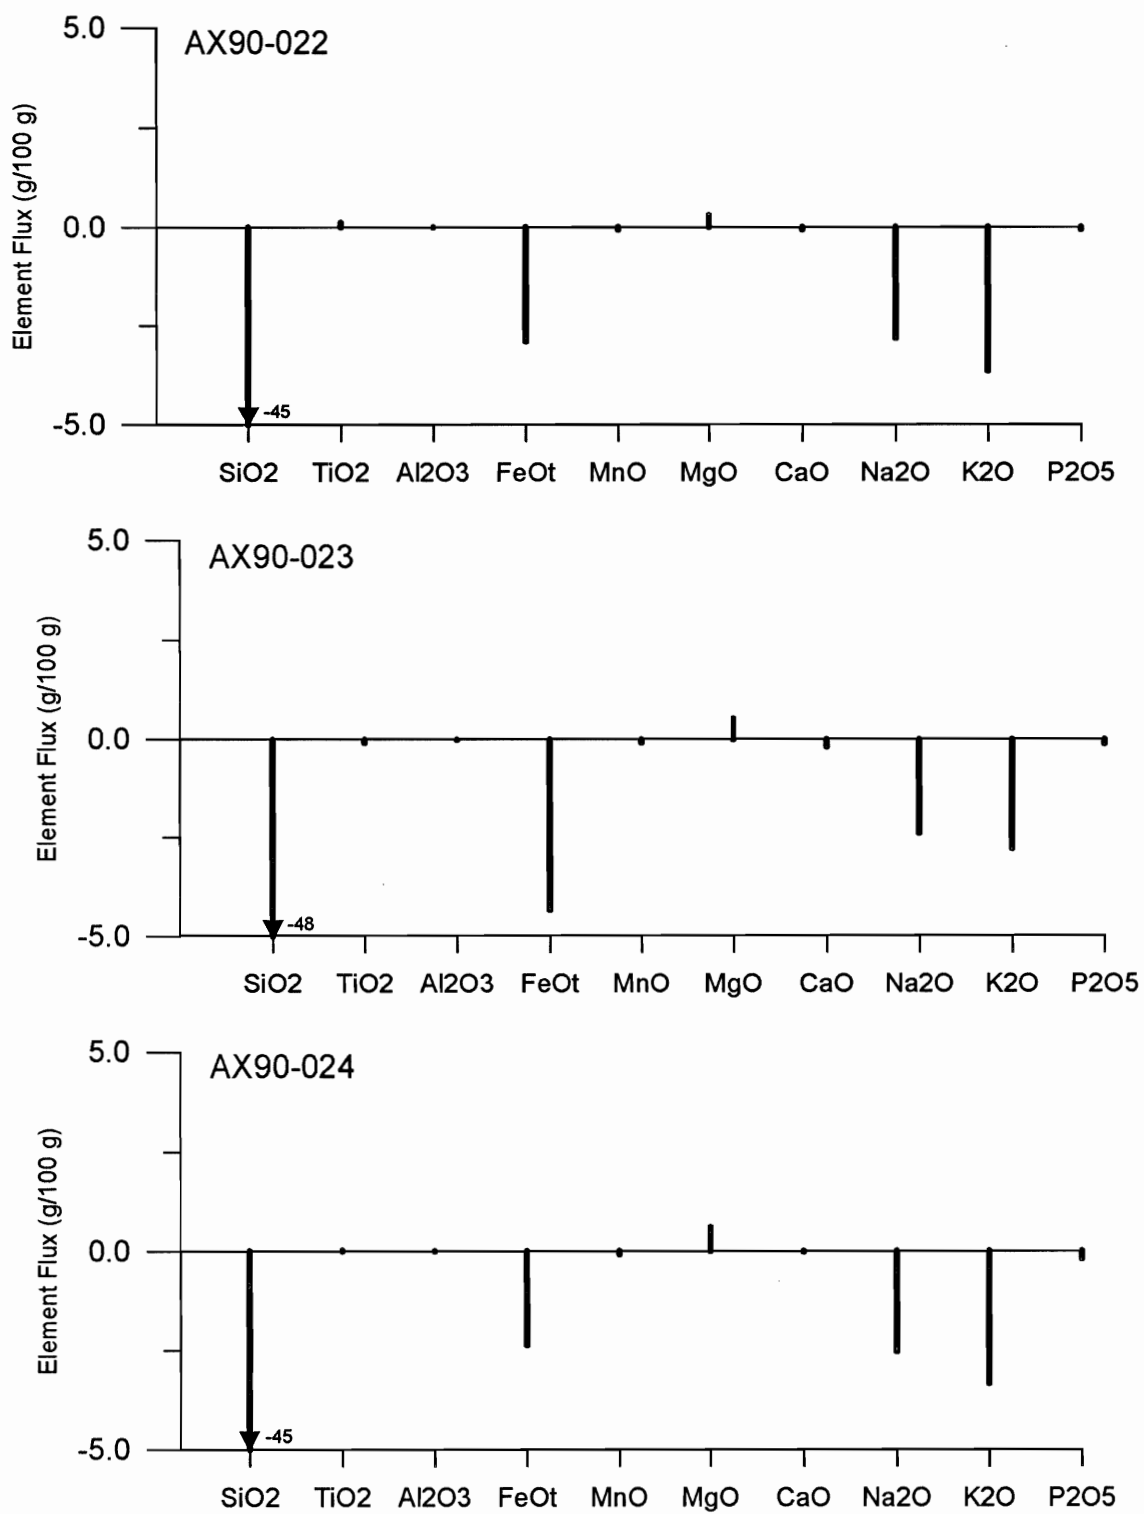 5.0
AX90-022
Element Flux (g/100 g)
0.0
-45
-5.0
SiO2 TiO2 Al2O3 FeOt MnO MgO CaO Na2O K2O P2O5
5.0
AX90-023
Element Flux (g/100 g)
0.0
-48
-5.0
SiO2 TiO2 Al2O3 FeOt MnO MgO CaO Na2O K2O P2O5
5.0
AX90-024
Element Flux (g/100 g)
0.0
-45
-5.0
SiO2 TiO2 Al2O3 FeOt MnO MgO CaO Na2O K2O P2O5